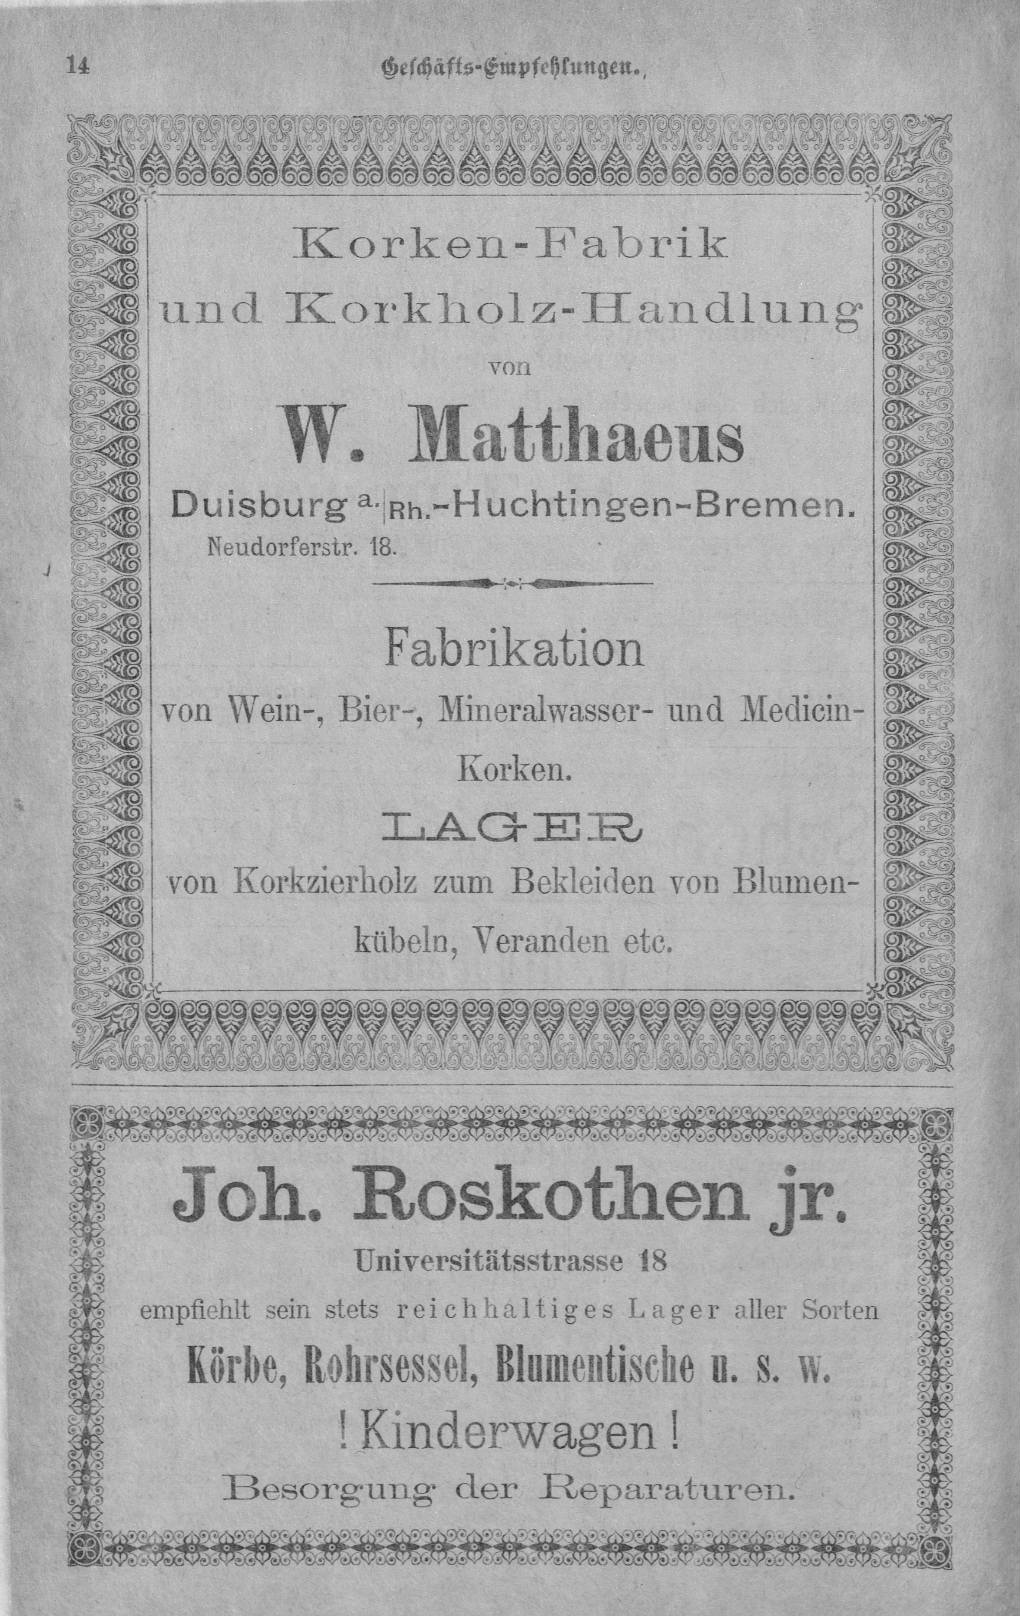 14 Geschäfts-Empfehlungen.
Korken-Fabrik
und Korkholz-Handlung
von
W. Matthaeus
Duisburg a.|Rh.-Huchtingen-Bremen.
Neudorferstr. 18.
Fabrikation
von Wein-, Bier-, Mineralwasser- und Medicin-
Korken.
LAGER
von Korkzierholz zum Bekleiden von Blumen-
kübeln, Veranden etc.
Joh. Roskothen jr.
Universitätsstrasse 18
empfiehlt sein stets reichhaltiges Lager aller Sorten
Körbe, Rohrsessel, Blumentische u. s. w.
! Kinderwagen !
Besorgung der Reparaturen.